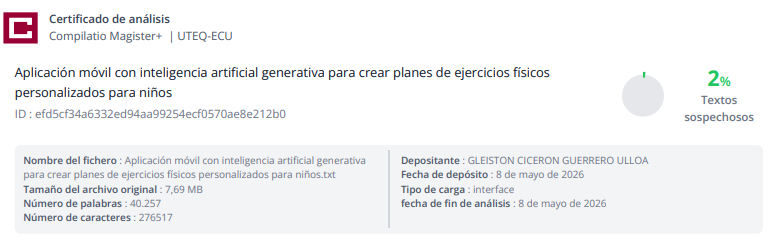 Certificado de análisis
Compilatio Magister+ | UTEQ-ECU
Aplicación móvil con inteligencia artificial generativa para crear planes de ejercicios físicos
personalizados para niños
ID : efd5cf34a6332ed94aa99254ecf0570ae8e212b0
2%
Textos
sospechosos
Nombre del fichero : Aplicación móvil con inteligencia artificial generativa
para crear planes de ejercicios físicos personalizados para niños.txt
Tamaño del archivo original : 7,69 MB
Número de palabras : 40.257
Número de caracteres : 276517
Depositante : GLEISTON CICERON GUERRERO ULLOA
Fecha de depósito : 8 de mayo de 2026
Tipo de carga : interface
fecha de fin de análisis : 8 de mayo de 2026